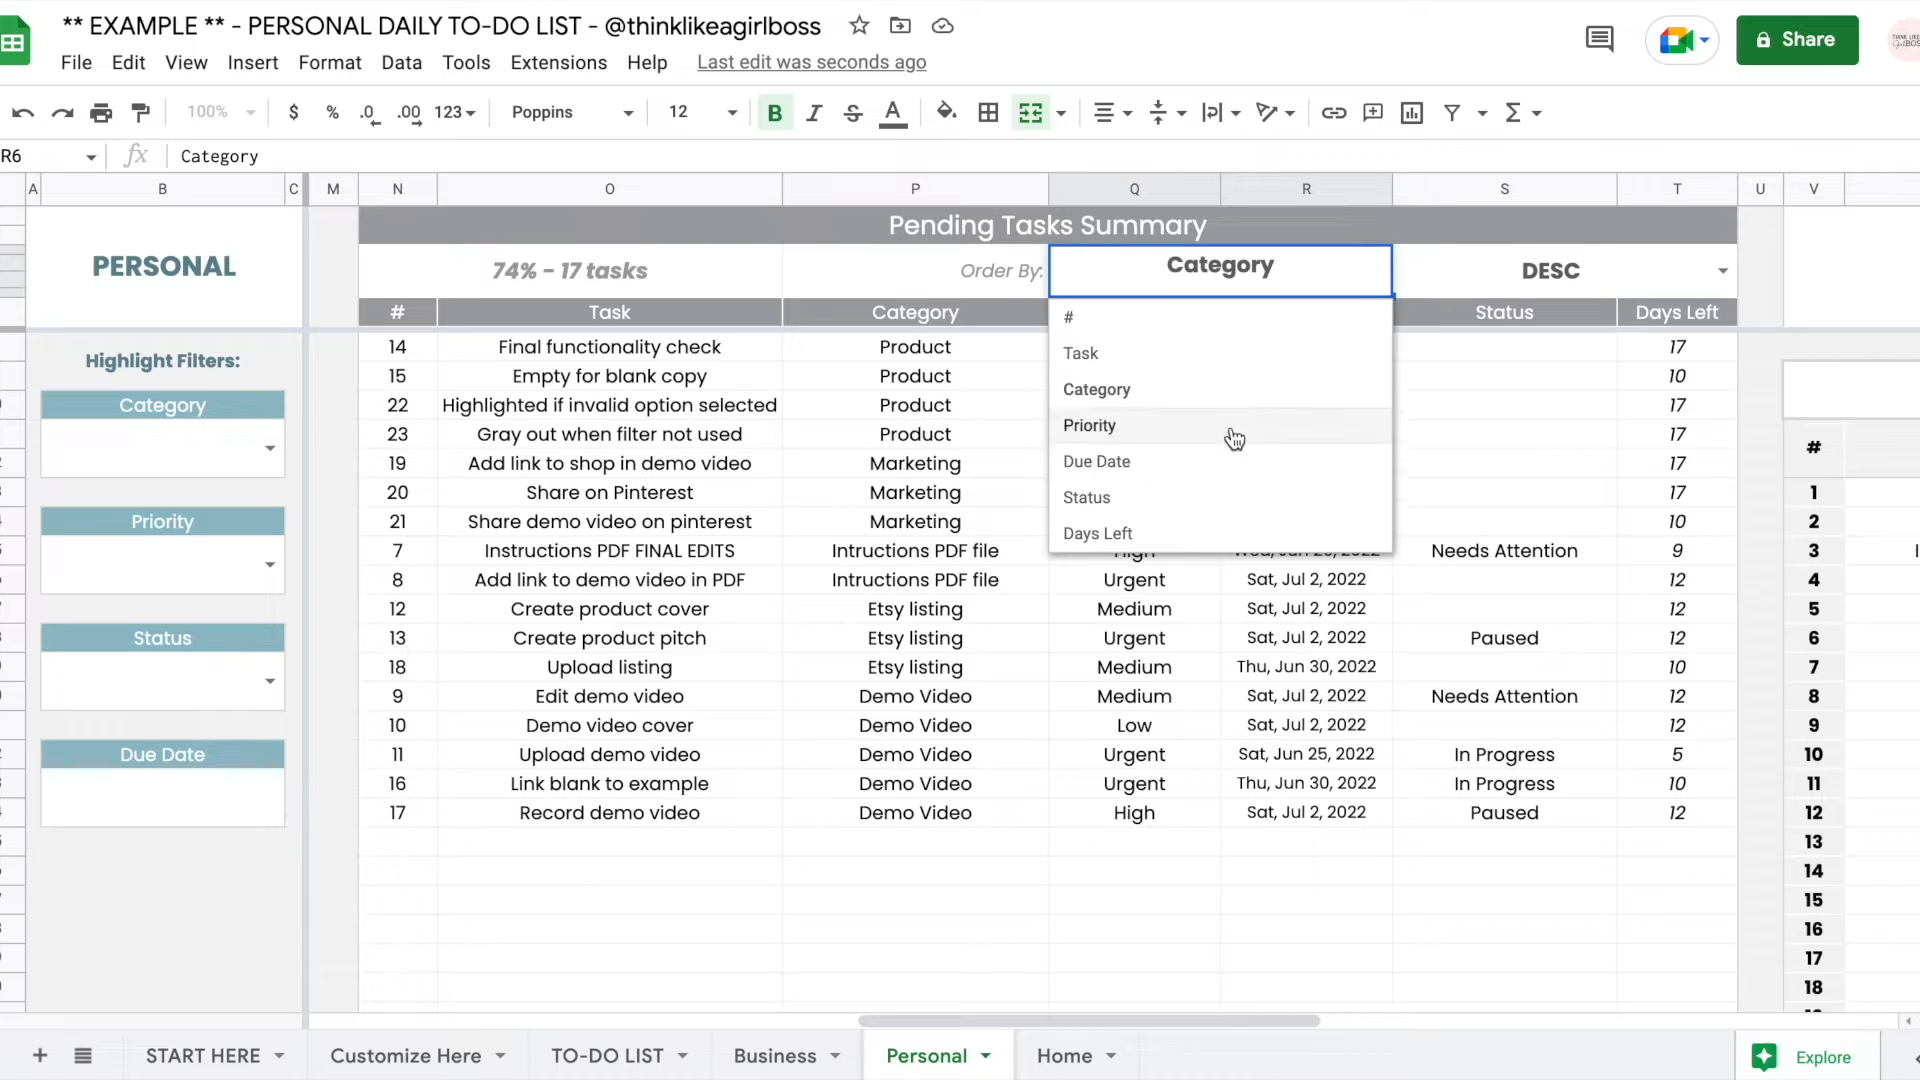 ** EXAMPLE ** - PERSONAL DAILY TO-DO LIST - @thinklikeagirlboss
Share
File Edit View Insert Format Data Tools Extensions Help Last edit was seconds ago
100% $ % .0 .00 123 Poppins 12 B I S A
R6 fx Category
A B C M N O P Q R S T U V
Pending Tasks Summary
PERSONAL
74% - 17 tasks Order By: Category DESC
# Task Category Status Days Left
#
Task
Category
Priority
Due Date
Status
Days Left
14 Final functionality check Product 17
15 Empty for blank copy Product 10
22 Highlighted if invalid option selected Product 17
23 Gray out when filter not used Product 17
19 Add link to shop in demo video Marketing 17
20 Share on Pinterest Marketing 17
21 Share demo video on pinterest Marketing 10
7 Instructions PDF FINAL EDITS Intructions PDF file Needs Attention 9
8 Add link to demo video in PDF Intructions PDF file Urgent Sat, Jul 2, 2022 12
12 Create product cover Etsy listing Medium Sat, Jul 2, 2022 12
13 Create product pitch Etsy listing Urgent Sat, Jul 2, 2022 Paused 12
18 Upload listing Etsy listing Medium Thu, Jun 30, 2022 10
9 Edit demo video Demo Video Medium Sat, Jul 2, 2022 Needs Attention 12
10 Demo video cover Demo Video Low Sat, Jul 2, 2022 12
11 Upload demo video Demo Video Urgent Sat, Jun 25, 2022 In Progress 5
16 Link blank to example Demo Video Urgent Thu, Jun 30, 2022 In Progress 10
17 Record demo video Demo Video High Sat, Jul 2, 2022 Paused 12
Highlight Filters:
Category
Priority
Status
Due Date
#
1
2
3
4
5
6
7
8
9
10
11
12
13
14
15
16
17
18
START HERE Customize Here TO-DO LIST Business Personal Home Explore